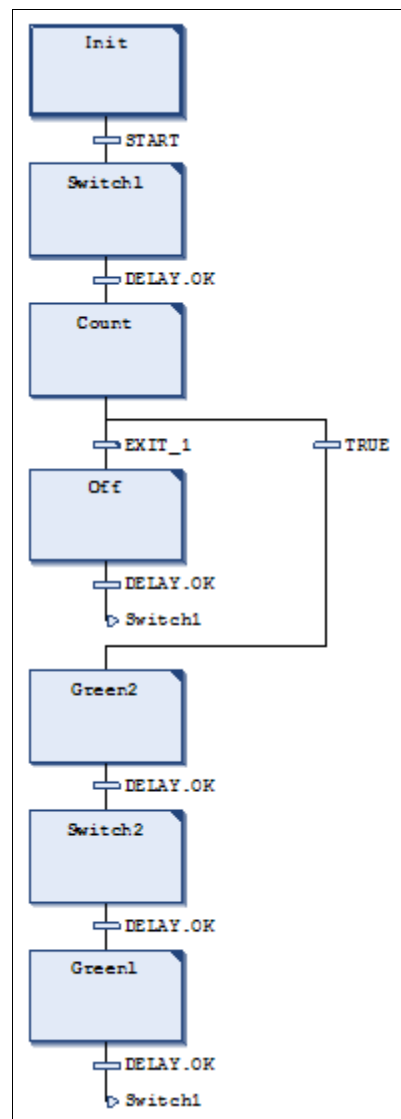 Init
START
Switch1
DELAY.OK
Count
EXIT_1 TRUE
Off
DELAY.OK
Switch1
Green2
DELAY.OK
Switch2
DELAY.OK
Green1
DELAY.OK
Switch1